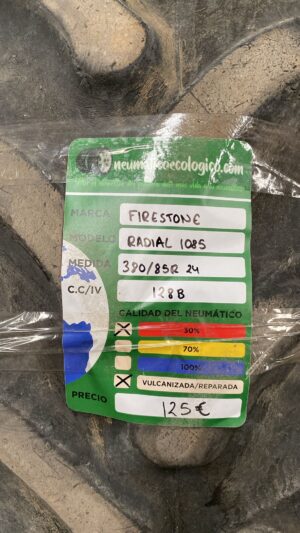 neumaticoecologico.com
MARCA FIRESTONE
MODELO RADIAL 1085
MEDIDA 380/85R 24
C.C/IV 128B
CALIDAD DEL NEUMÁTICO
X 50%
70%
100%
X VULCANIZADA/REPARADA
PRECIO 125€